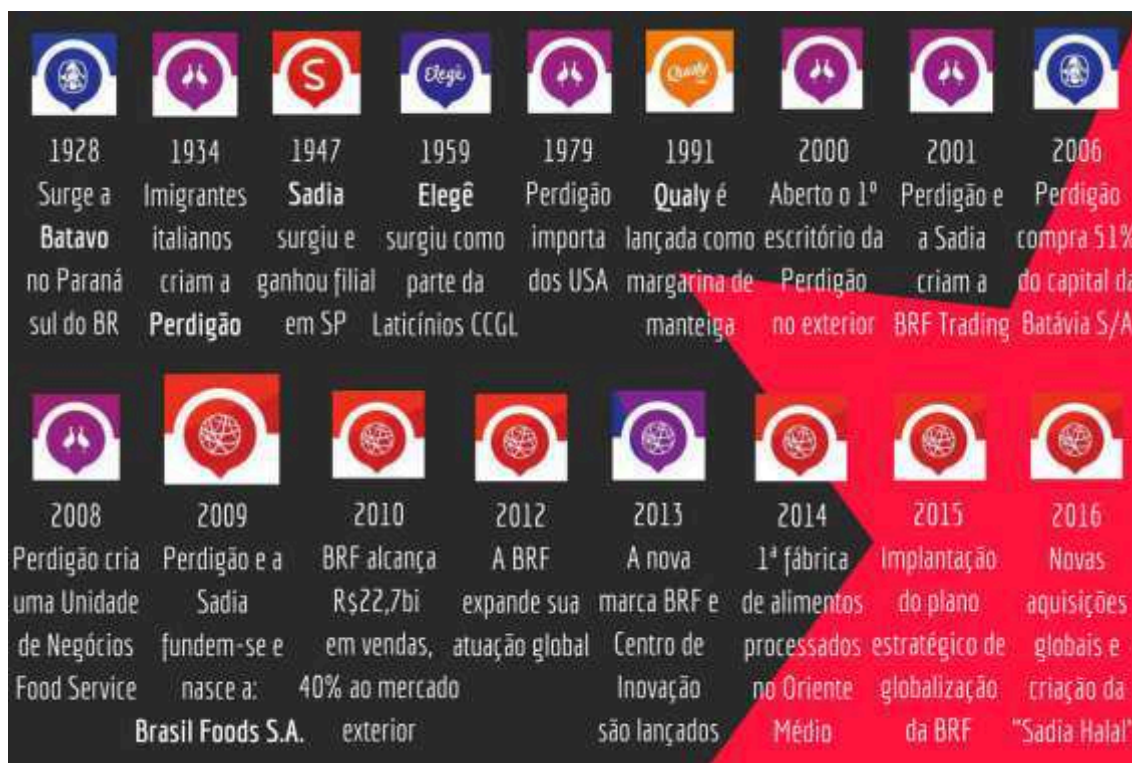 S
Elegê
Qualy
1928
Surge a
Batavo
no Paraná
sul do BR
1934
Imigrantes
italianos
criam a
Perdigão
1947
Sadia
surgiu e
ganhou filial
em SP
1959
Elegê
surgiu como
parte da
Laticínios CCGL
1979
Perdigão
importa
dos USA
1991
Qualy é
lançada como
margarina de
manteiga
2000
Aberto o 1º
escritório da
Perdigão
no exterior
2001
Perdigão e
a Sadia
criam a
BRF Trading
2006
Perdigão
compra 51%
do capital da
Batávia S/A
2008
Perdigão cria
uma Unidade
de Negócios
Food Service
2009
Perdigão e a
Sadia
fundem-se e
nasce a:
Brasil Foods S.A.
2010
BRF alcança
R$22,7bi
em vendas,
40% ao mercado
exterior
2012
A BRF
expande sua
atuação global
2013
A nova
marca BRF e
Centro de
Inovação
são lançados
2014
1ª fábrica
de alimentos
processados
no Oriente
Médio
2015
Implantação
do plano
estratégico de
globalização
da BRF
2016
Novas
aquisições
globais e
criação da
"Sadia Halal"